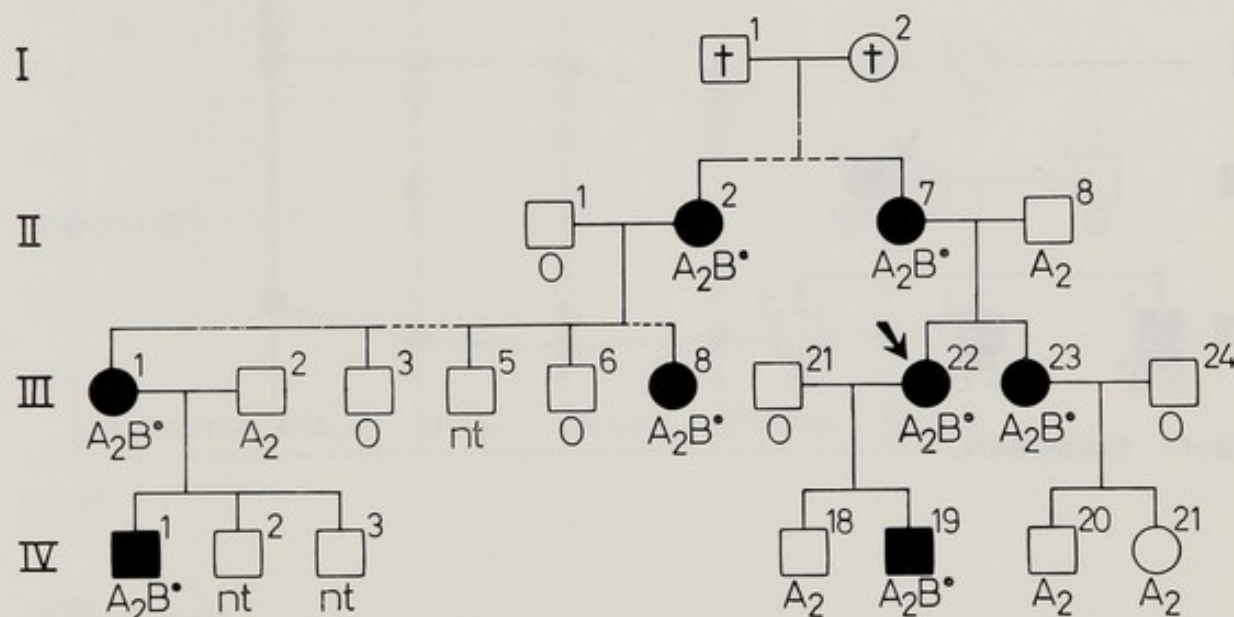 I 1 2
1 2 7 8
II
O A₂B• A₂B• A₂
1 2 3 5 6 8 21 22 23 24
III
A₂B• A₂ O nt O A₂B• O A₂B• A₂B• O
1 2 3 18 19 20 21
IV
A₂B• nt nt A₂ A₂B• A₂ A₂